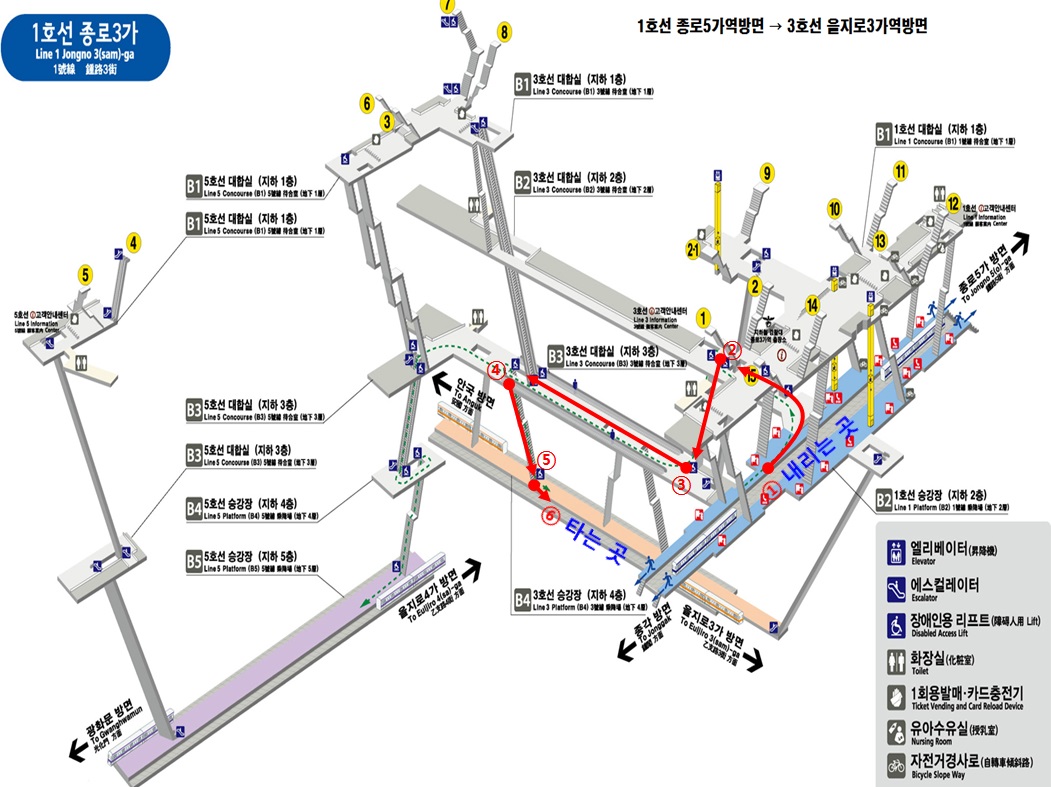 1호선 종로3가
Line 1 Jongno 3(sam)-ga
1號線 鍾路3街
1호선 종로5가역방면 → 3호선 을지로3가역방면
7
8
6
3
B1 3호선 대합실 (지하 1층)
Line 3 Concourse (B1) 3號線 待合室 (地下 1層)
B1 1호선 대합실 (지하 1층)
Line 1 Concourse (B1) 1號線 待合室 (地下 1層)
B1 5호선 대합실 (지하 1층)
Line 5 Concourse (B1) 5號線 待合室 (地下 1層)
B2 3호선 대합실 (지하 2층)
Line 3 Concourse (B2) 3號線 待合室 (地下 2層)
B1 5호선 대합실 (지하 1층)
Line 5 Concourse (B1) 5號線 待合室 (地下 1層)
9
11
10
12
13
2-1
2
14
1
15
4
5
1호선 고객안내센터
Line 1 Information
Center
종로5가 방면
To Jongno 5(o)-ga
5호선 고객안내센터
Line 5 Information
Center
3호선 고객안내센터
Line 3 Information
Center
B3 3호선 대합실 (지하 3층)
Line 3 Concourse (B3) 3號線 待合室 (地下 3層)
안국 방면
To Anguk
B3 5호선 대합실 (지하 3층)
Line 5 Concourse (B3) 5號線 待合室 (地下 3層)
B3 5호선 대합실 (지하 3층)
Line 5 Concourse (B3) 5號線 待合室 (地下 3層)
B4 5호선 승강장 (지하 4층)
Line 5 Platform (B4) 5號線 乘降場 (地下 4層)
B5 5호선 승강장 (지하 5층)
Line 5 Platform (B5) 5號線 乘降場 (地下 5層)
②
④
⑤
③
① 내리는 곳
⑥ 타는 곳
B2 1호선 승강장 (지하 2층)
Line 1 Platform (B2) 1號線 乘降場 (地下 2層)
B4 3호선 승강장 (지하 4층)
Line 3 Platform (B4) 3號線 乘降場 (地下 4層)
을지로4가 방면
To Euljiro 4(sa)-ga
종각 방면
To Jonggak
을지로3가 방면
To Euljiro 3(sam)-ga
광화문 방면
To Gwanghwamun
엘리베이터(昇降機)
Elevator
에스컬레이터
Escalator
장애인용 리프트(障碍人用 Lift)
Disabled Access Lift
화장실(化粧室)
Toilet
1회용발매·카드충전기
Ticket Vending and Card Reload Device
유아수유실(授乳室)
Nursing Room
자전거경사로(自轉車傾斜路)
Bicycle Slope Way